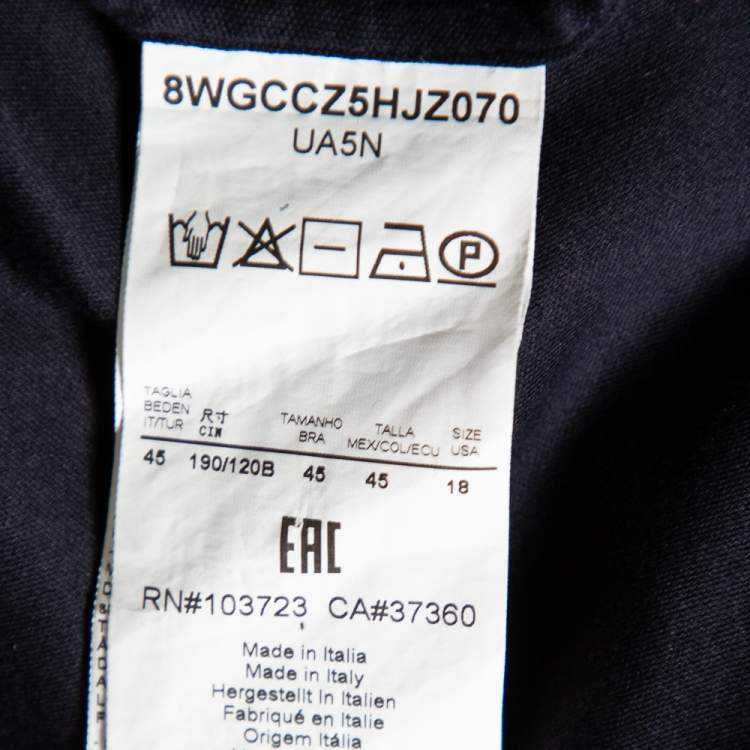 8WGCCZ5HJZ070
UA5N
P
TAGLIA BEDEN IT/TUR 尺寸 TAMANHO BRA TALLA MEX/COL/ECU SIZE USA
45 190/120B 45 45 18
EAC
RN#103723 CA#37360
Made in Italia
Made in Italy
Hergestellt In Italien
Fabriqué en Italie
Origem Itália